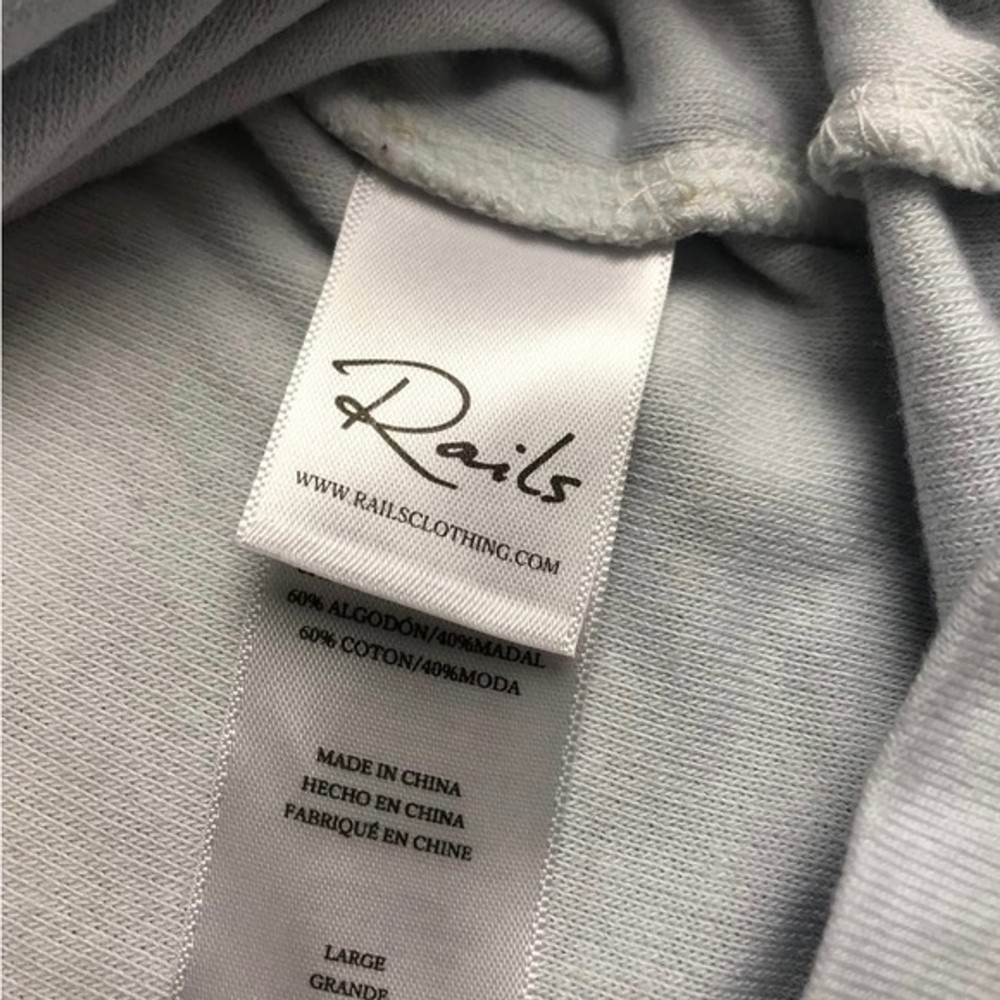 Rails
WWW.RAILSCLOTHING.COM
60% ALGODÓN/40%MADAL
60% COTON/40%MODA
MADE IN CHINA
HECHO EN CHINA
FABRIQUÉ EN CHINE
LARGE
GRANDE